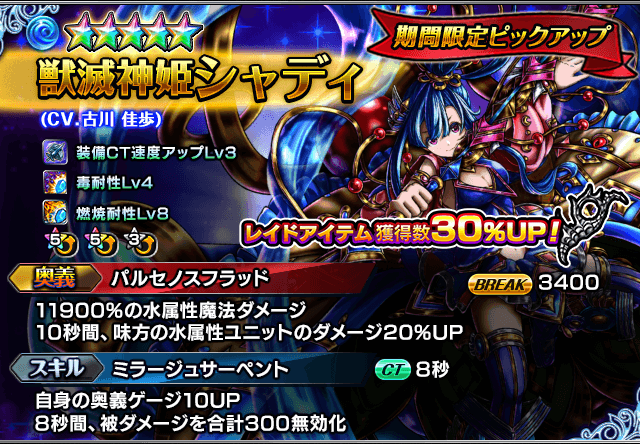 期間限定ピックアップ
獣滅神姫シャディ
(CV.古川 佳歩)
装備CT速度アップLv3
毒耐性Lv4
燃焼耐性Lv8
5 5 3
レイドアイテム獲得数30%UP!
奥義 パルセノスフラッド BREAK 3400
11900%の水属性魔法ダメージ
10秒間、味方の水属性ユニットのダメージ20%UP
スキル ミラージュサーペント CT 8秒
自身の奥義ゲージ10UP
8秒間、被ダメージを合計300無効化